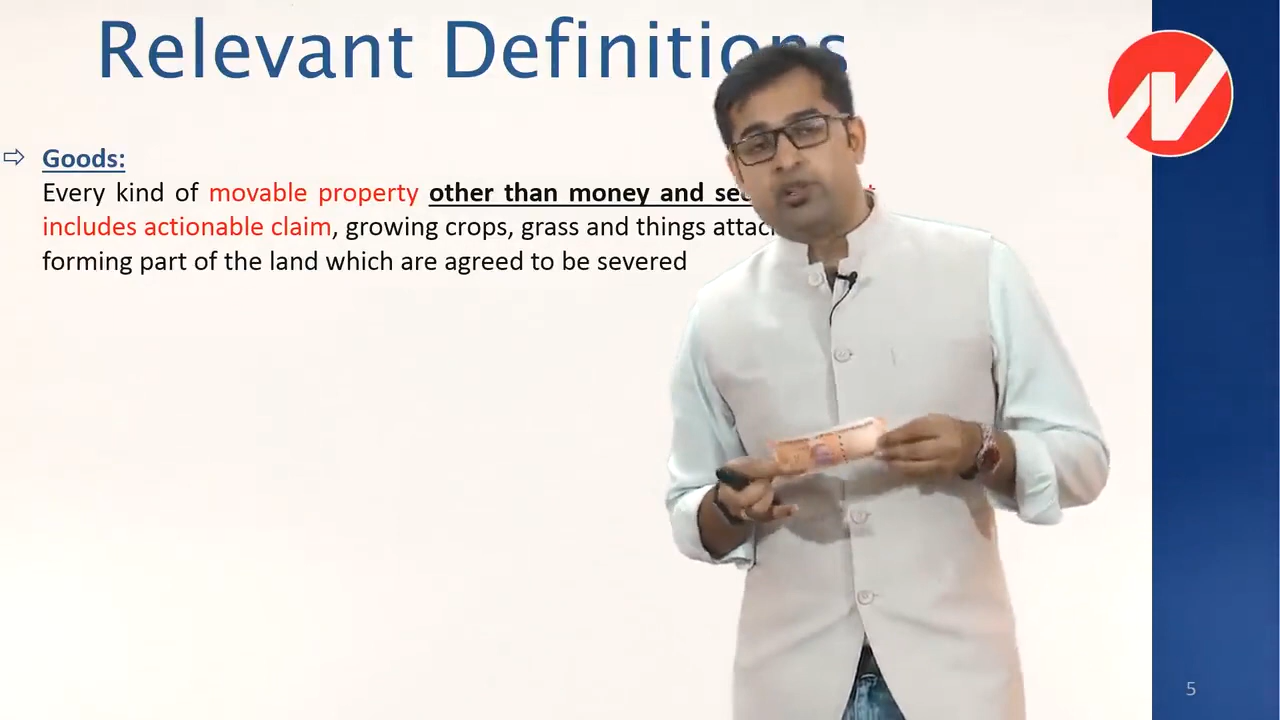 Relevant Definitions
Goods:
Every kind of movable property other than money and
includes actionable claim, growing crops, grass and things
forming part of the land which are agreed to be severed
5